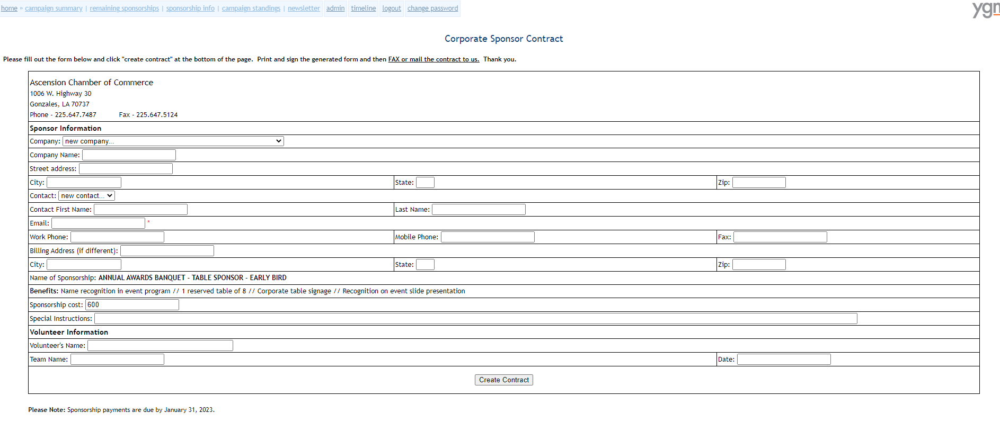 home » campaign summary | remaining sponsorships | sponsorship info | campaign standings | newsletter admin timeline logout change password
Corporate Sponsor Contract
Please fill out the form below and click "create contract" at the bottom of the page. Print and sign the generated form and then FAX or mail the contract to us. Thank you.
Ascension Chamber of Commerce
1006 W. Highway 30
Gonzales, LA 70737
Phone - 225.647.7487 Fax - 225.647.5124
Sponsor Information
Company: new company...
Company Name:
Street address:
City: State: Zip:
Contact: new contact...
Contact First Name: Last Name:
Email: *
Work Phone: Mobile Phone: Fax:
Billing Address (if different):
City: State: Zip:
Name of Sponsorship: ANNUAL AWARDS BANQUET - TABLE SPONSOR - EARLY BIRD
Benefits: Name recognition in event program // 1 reserved table of 8 // Corporate table signage // Recognition on event slide presentation
Sponsorship cost: 600
Special Instructions:
Volunteer Information
Volunteer's Name:
Team Name: Date:
Create Contract
Please Note: Sponsorship payments are due by January 31, 2023.